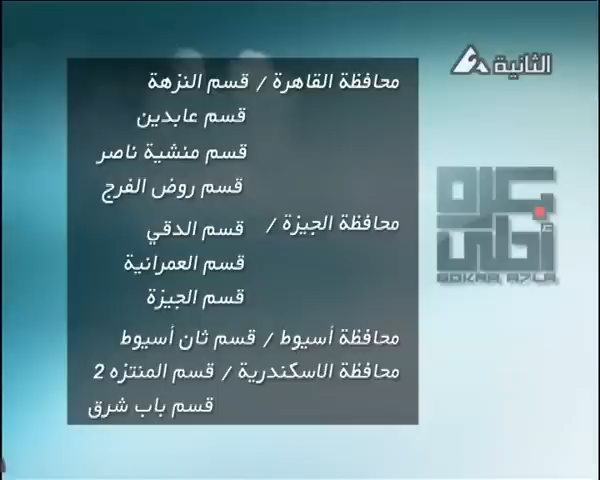 الثانية
محافظة القاهرة / قسم النزهة
قسم عابدين
قسم منشية ناصر
قسم روض الفرج
محافظة الجيزة / قسم الدقي
قسم العمرانية
قسم الجيزة
محافظة أسيوط / قسم ثان أسيوط
محافظة الاسكندرية / قسم المنتزه 2
قسم باب شرق
بكره
أحلى
BOKRA A7LA